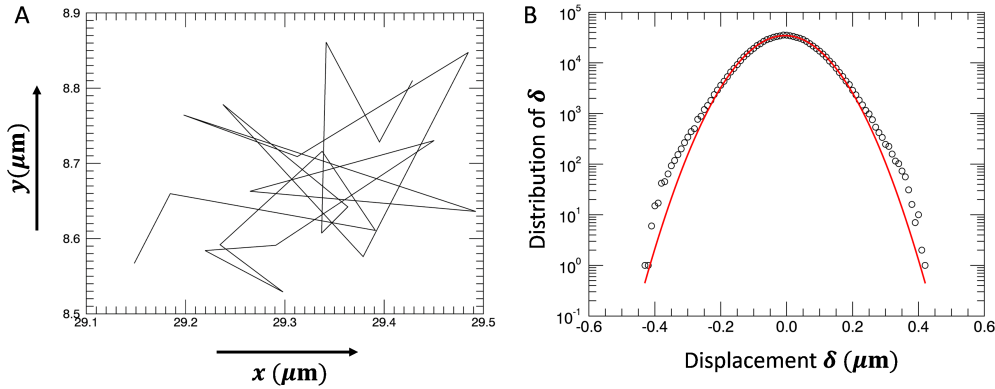 A
8.9
8.8
8.7
8.6
8.5
29.1 29.2 29.3 29.4 29.5
y(μm)
x (μm)
B
10^5
10^4
10^3
10^2
10^1
10^0
10^-1
-0.6 -0.4 -0.2 0.0 0.2 0.4 0.6
Distribution of δ
Displacement δ (μm)